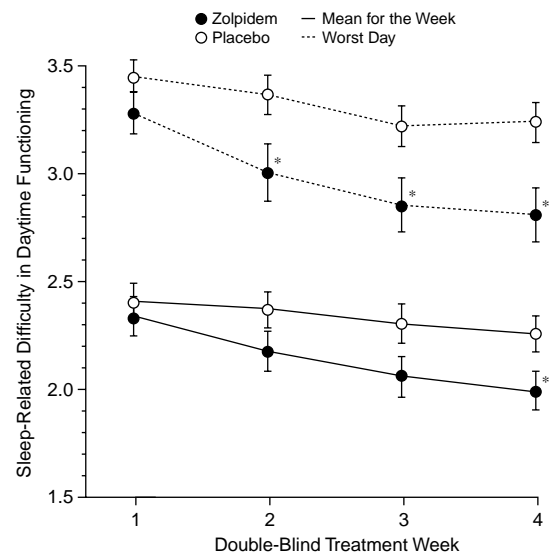 Zolpidem Mean for the Week
Placebo Worst Day
3.5
3.0
2.5
2.0
1.5
Sleep-Related Difficulty in Daytime Functioning
*
*
*
*
1 2 3 4
Double-Blind Treatment Week